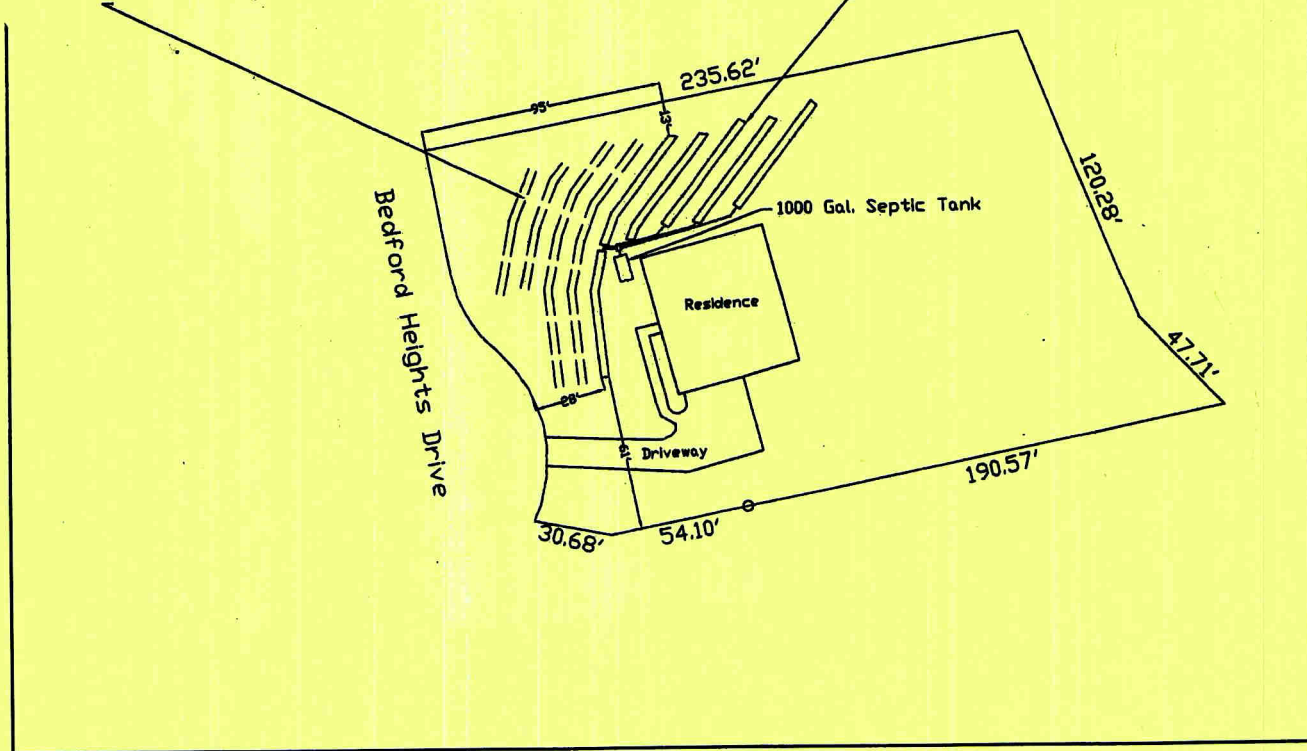 235.62'
95'
13'
120.28'
1000 Gal. Septic Tank
Bedford Heights Drive
Residence
47.71'
28'
61'
Driveway
190.57'
30.68'
54.10'